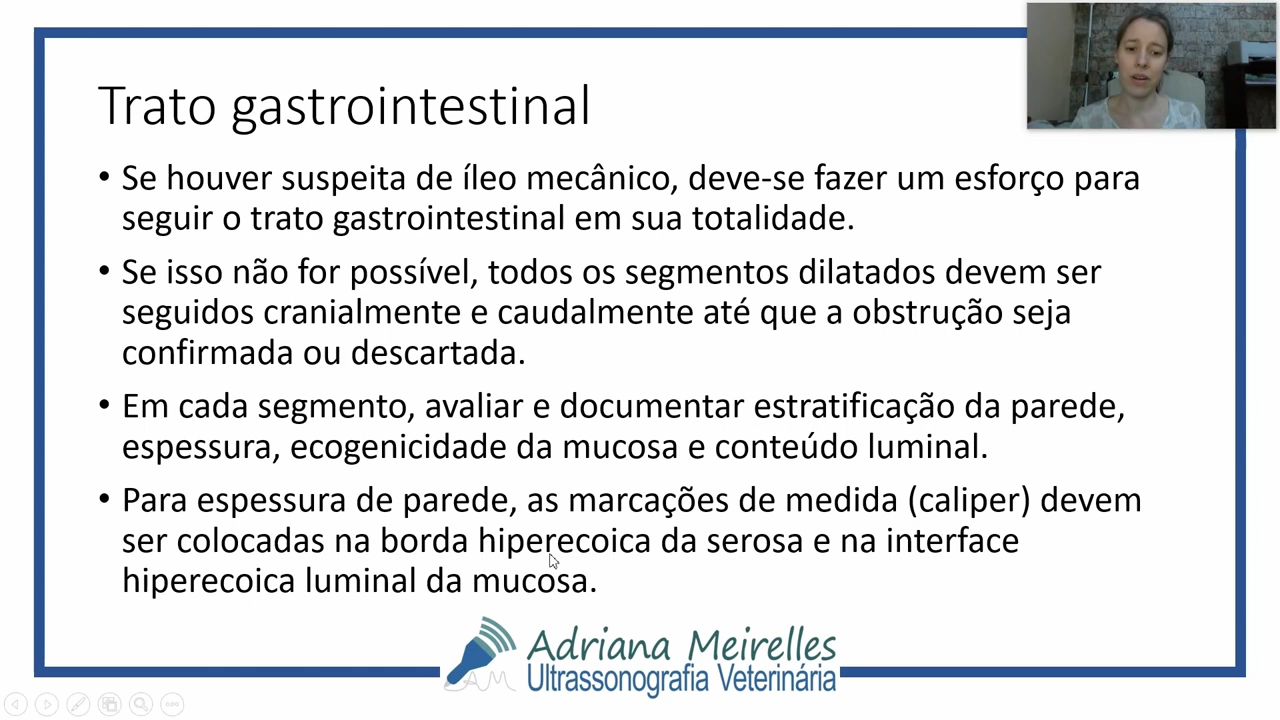 Trato gastrointestinal
• Se houver suspeita de íleo mecânico, deve-se fazer um esforço para
seguir o trato gastrointestinal em sua totalidade.
• Se isso não for possível, todos os segmentos dilatados devem ser
seguidos cranialmente e caudalmente até que a obstrução seja
confirmada ou descartada.
• Em cada segmento, avaliar e documentar estratificação da parede,
espessura, ecogenicidade da mucosa e conteúdo luminal.
• Para espessura de parede, as marcações de medida (caliper) devem
ser colocadas na borda hiperecoica da serosa e na interface
hiperecoica luminal da mucosa.
Adriana Meirelles
AM
Ultrassonografia Veterinária